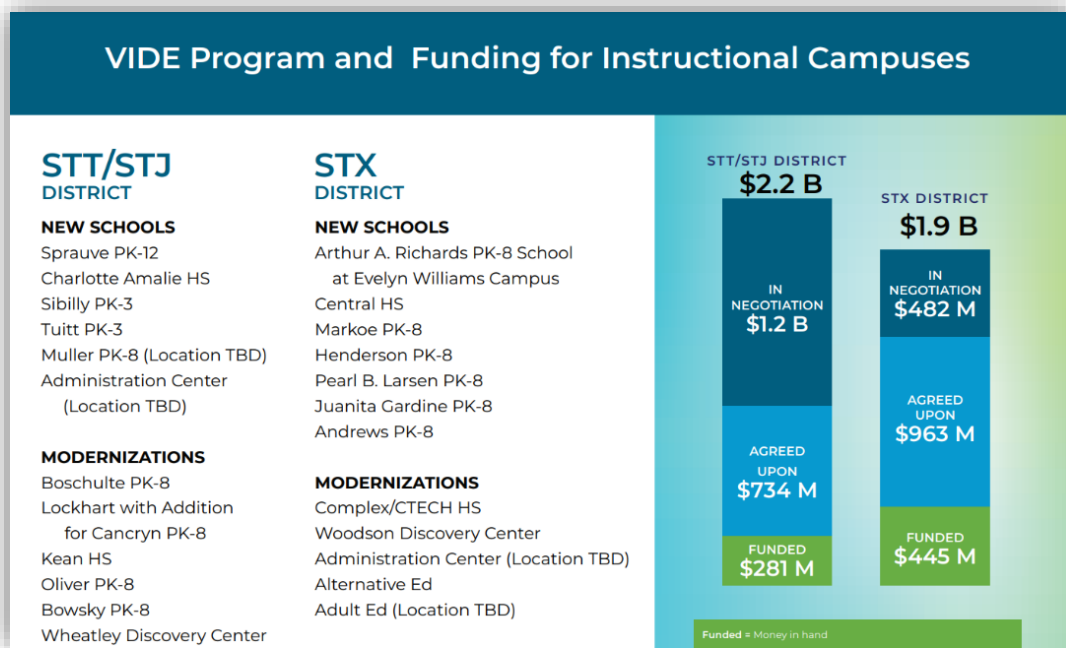 VIDE Program and Funding for Instructional Campuses
STT/STJ
DISTRICT
NEW SCHOOLS
Sprauve PK-12
Charlotte Amalie HS
Sibilly PK-3
Tuitt PK-3
Muller PK-8 (Location TBD)
Administration Center
(Location TBD)
MODERNIZATIONS
Boschulte PK-8
Lockhart with Addition
for Cancryn PK-8
Kean HS
Oliver PK-8
Bowsky PK-8
Wheatley Discovery Center
STX
DISTRICT
NEW SCHOOLS
Arthur A. Richards PK-8 School
at Evelyn Williams Campus
Central HS
Markoe PK-8
Henderson PK-8
Pearl B. Larsen PK-8
Juanita Gardine PK-8
Andrews PK-8
MODERNIZATIONS
Complex/CTECH HS
Woodson Discovery Center
Administration Center (Location TBD)
Alternative Ed
Adult Ed (Location TBD)
STT/STJ DISTRICT
$2.2 B
IN
NEGOTIATION
$1.2 B
AGREED
UPON
$734 M
FUNDED
$281 M
STX DISTRICT
$1.9 B
IN
NEGOTIATION
$482 M
AGREED
UPON
$963 M
FUNDED
$445 M
Funded = Money in hand